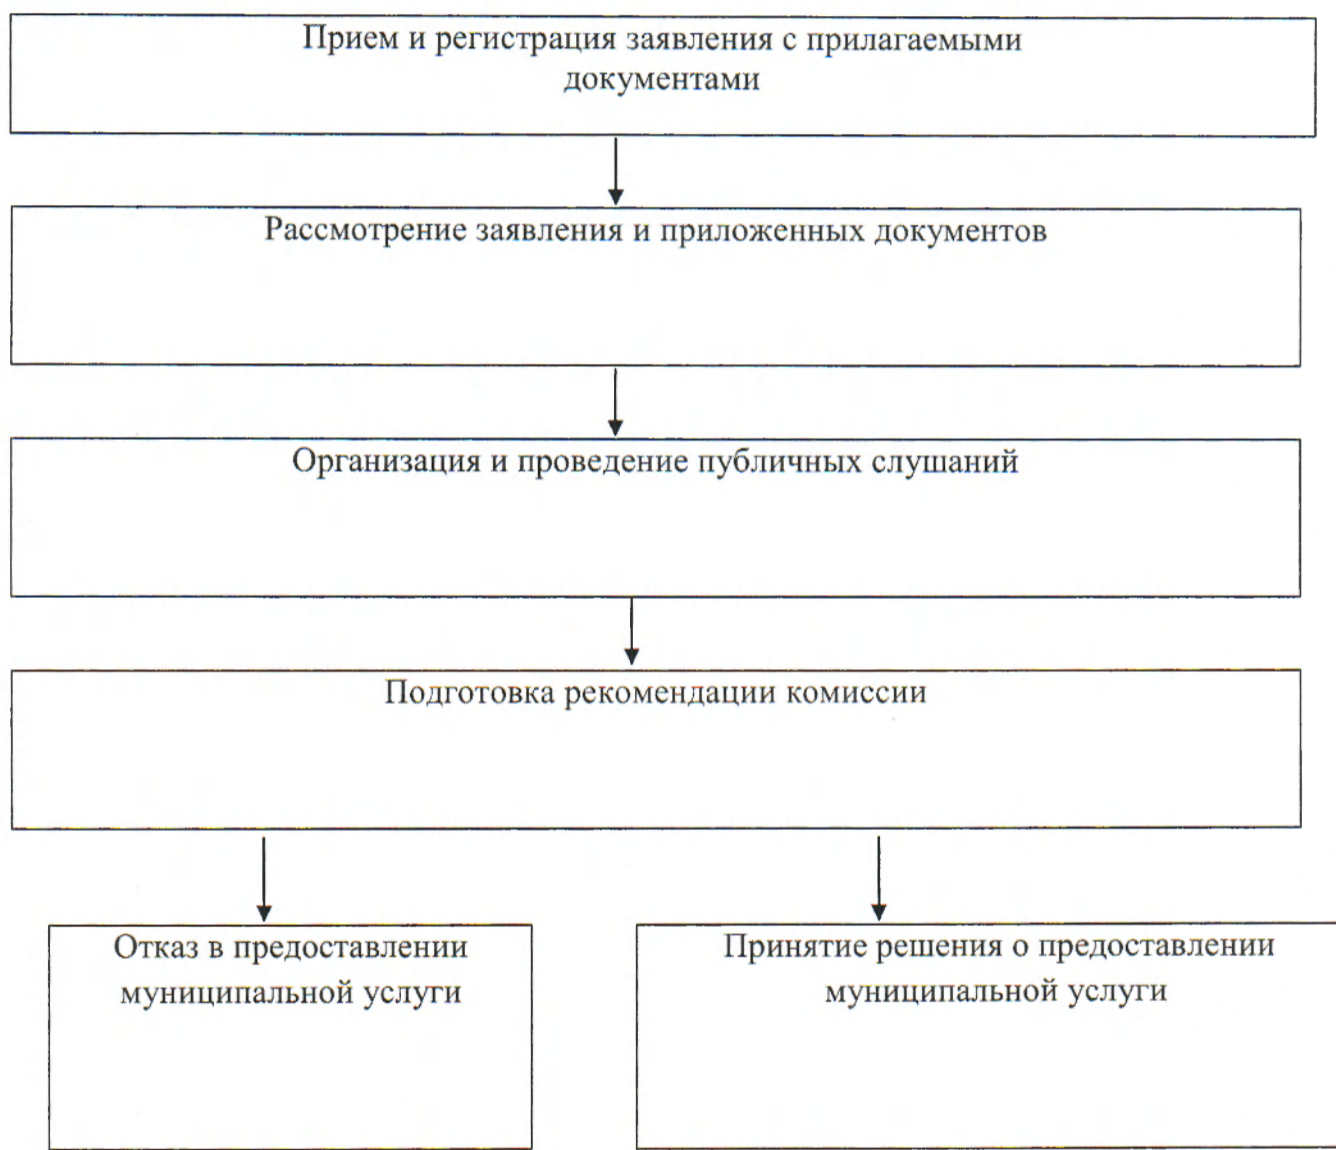 Прием и регистрация заявления с прилагаемыми
документами
Рассмотрение заявления и приложенных документов
Организация и проведение публичных слушаний
Подготовка рекомендации комиссии
Отказ в предоставлении
муниципальной услуги
Принятие решения о предоставлении
муниципальной услуги